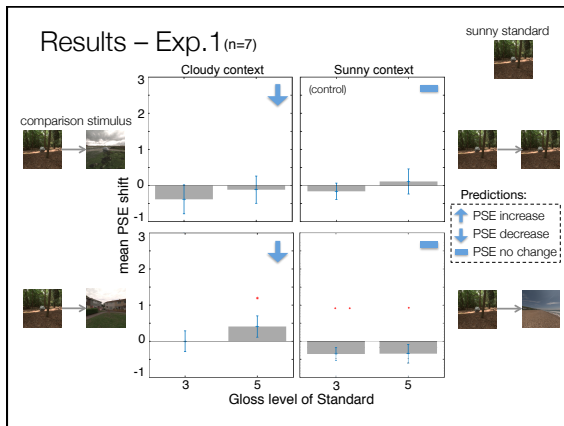 Results – Exp.1(n=7)
sunny standard
Cloudy context
Sunny context
comparison stimulus
mean PSE shift
3
2
1
0
-1
(control)
3
2
1
0
-1
Predictions:
PSE increase
PSE decrease
PSE no change
3
5
3
5
Gloss level of Standard